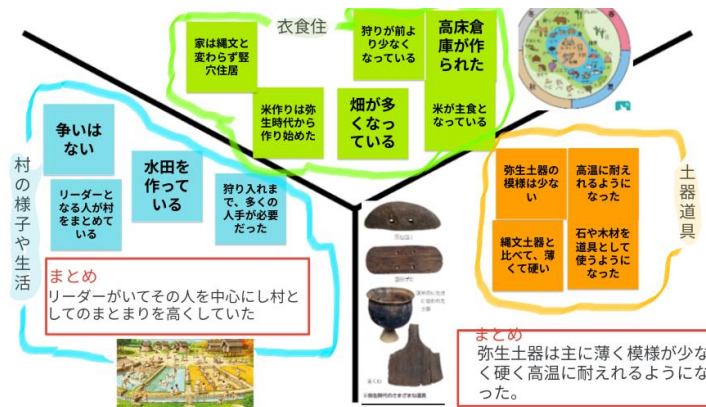 衣食住
家は縄文と
変わらず竪
穴住居
狩りが前よ
り少なく
なっている
高床倉
庫が作
られた
米作りは弥
生時代から
作り始めた
畑が多
くなっ
ている
米が主食と
なっている
村の様子や生活
争いは
ない
リーダーと
なる人が村
をまとめて
いる
水田を
作って
いる
狩り入れま
で、多くの
人手が必要
だった
まとめ
リーダーがいてその人を中心にし村と
してのまとまりを高くしていた
土器道具
弥生土器の
模様は少な
い
高温に耐え
れるように
なった
縄文土器と
比べて、薄
くて硬い
石や木材を
道具として
使うように
なった
まとめ
弥生土器は主に薄く模様が少な
く硬く高温に耐えれるようにな
った。